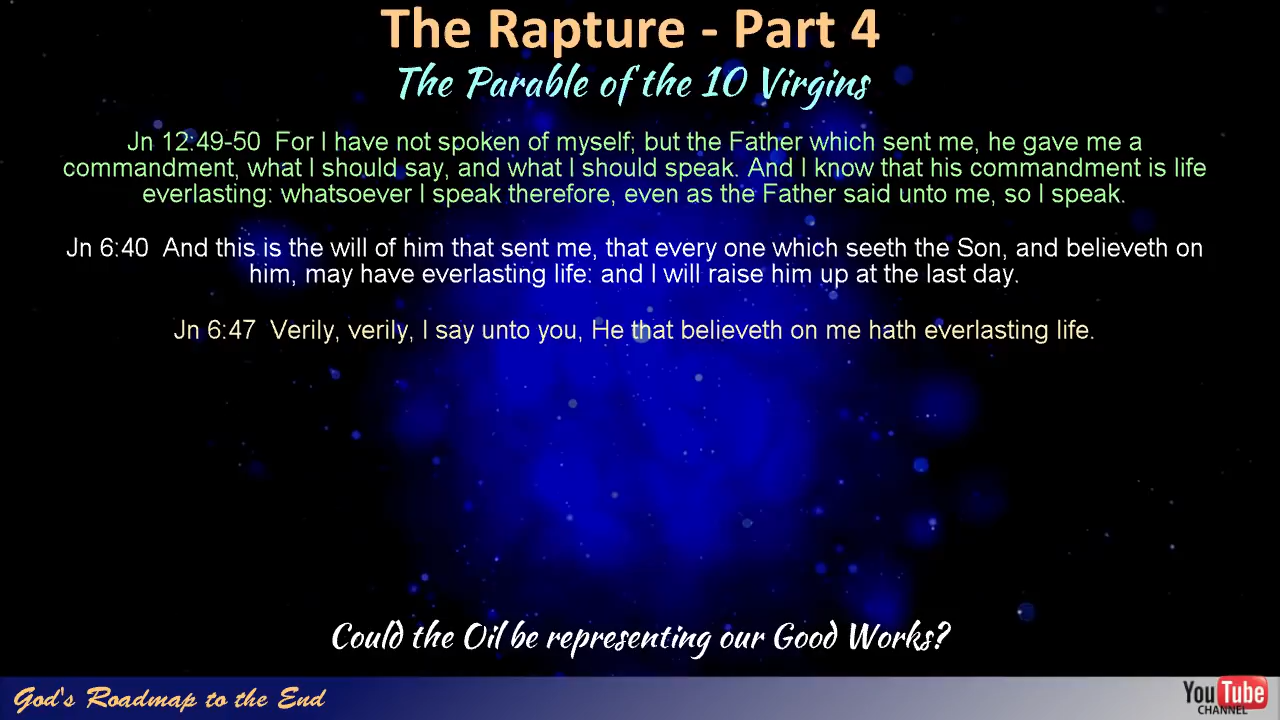 The Rapture - Part 4
The Parable of the 10 Virgins
Jn 12:49-50  For I have not spoken of myself; but the Father which sent me, he gave me a
commandment, what I should say, and what I should speak. And I know that his commandment is life
everlasting: whatsoever I speak therefore, even as the Father said unto me, so I speak.
Jn 6:40  And this is the will of him that sent me, that every one which seeth the Son, and believeth on
him, may have everlasting life: and I will raise him up at the last day.
Jn 6:47  Verily, verily, I say unto you, He that believeth on me hath everlasting life.
Could the Oil be representing our Good Works?
God's Roadmap to the End
YouTube
CHANNEL